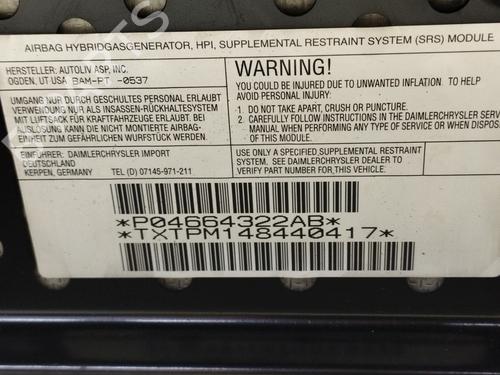 AIRBAG HYBRIDGASGENERATOR, HPI, SUPPLEMENTAL RESTRAINT SYSTEM (SRS) MODULE
HERSTELLER: AUTOLIV ASP, INC.
OGDEN, UT USA BAM-PT -0537
UMGANG NUR DURCH GESCHULTES PERSONAL ERLAUBT
VERWENDUNG NUR ALS INSASSEN-RÜCKHALTESYSTEM
MIT LUFTSACK FÜR KRAFTFAHRZEUGE ERLAUBT. BEI
AUSLÖSUNG KANN DIE NICHT MONTIERTE AIRBAG-
EINHEIT ZUM GEFÄHRLICHEN WURFSTÜCK WERDEN.
EINFÜHRER: DAIMLERCHRYSLER IMPORT
DEUTSCHLAND
KERPEN, GERMANY (D) 07145-971-211
WARNING!
YOU COULD BE INJURED DUE TO UNWANTED INFLATION. TO HELP AVOID
PERSONAL INJURY:
1. DO NOT TAKE APART, CRUSH OR PUNCTURE.
2. CAREFULLY FOLLOW INSTRUCTIONS IN THE DAIMLERCHRYSLER SER
MANUAL WHEN PERFORMING ANY TYPE OF SERVICE OR WHEN DISPOS
USE ONLY A SPECIFIED,SUPPLEMENTAL RESTRAINT
SYSTEM. SEE DAIMLERCHRYSLER DEALER TO
VERIFY CORRECT PART NUMBER FOR THIS VEHICLE.
*P04664322AB*
*TXTPM148440417*